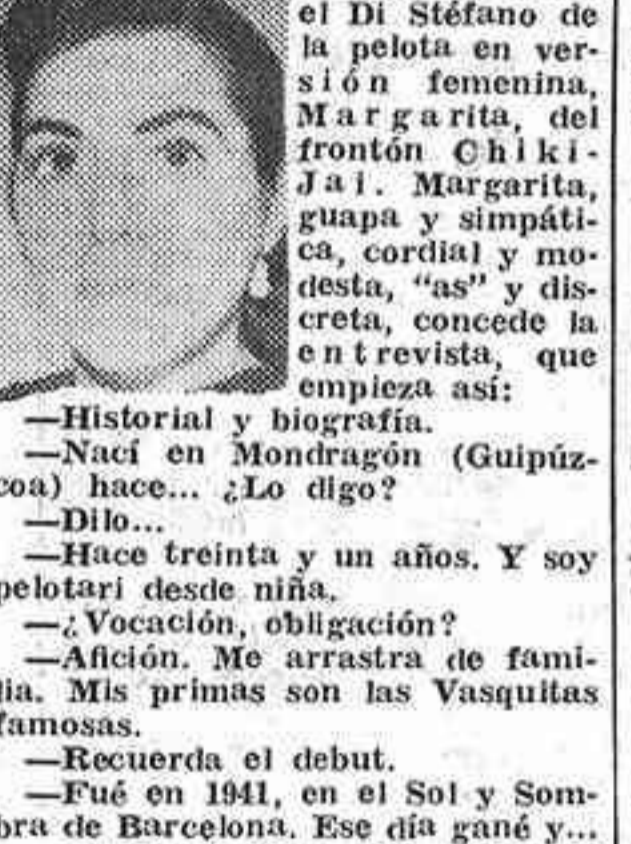 el Di Stéfano de
la pelota en ver-
sión femenina,
Margarita, del
frontón Chiki-
Jai. Margarita,
guapa y simpáti-
ca, cordial y mo-
desta, “as” y dis-
creta, concede la
entrevista, que
empieza así:
—Historial y biografía.
—Nací en Mondragón (Guipúz-
coa) hace... ¿Lo digo?
—Dilo...
—Hace treinta y un años. Y soy
pelotari desde niña.
—¿Vocación, obligación?
—Afición. Me arrastra de fami-
lia. Mis primas son las Vasquitas
famosas.
—Recuerda el debut.
—Fué en 1941, en el Sol y Som-
bra de Barcelona. Ese día gané y...